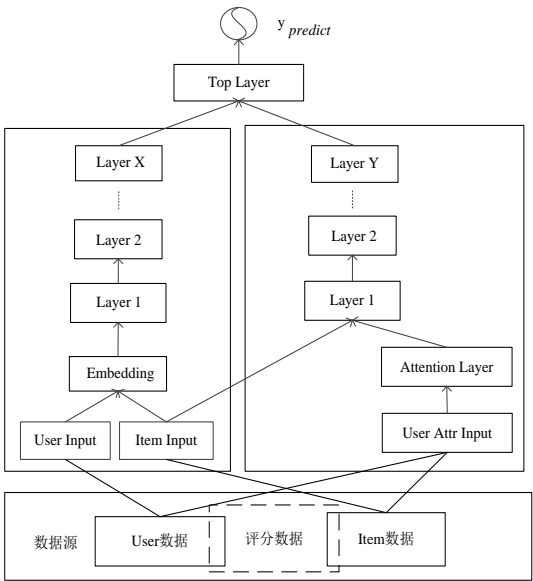 y predict
Top Layer
Layer X
Layer Y
Layer 2
Layer 2
Layer 1
Layer 1
Embedding
Attention Layer
User Input
Item Input
User Attr Input
数据源
User数据
评分数据
Item数据